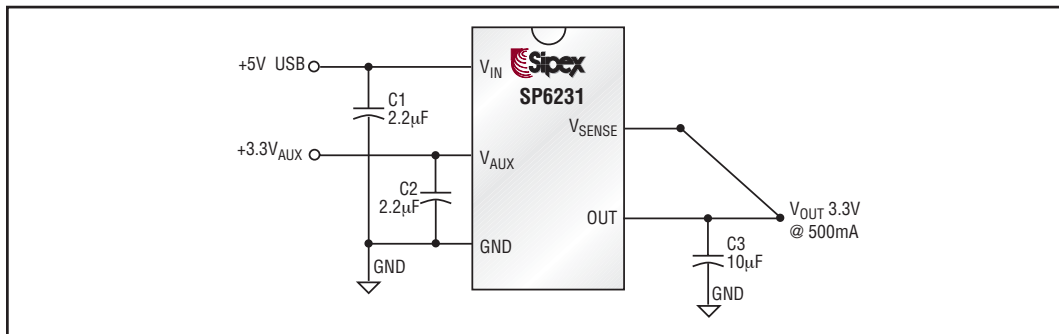 +5V USB
VIN
Sipex
SP6231
C1
2.2μF
VSENSE
+3.3VAUX
VAUX
C2
2.2μF
OUT
VOUT 3.3V
@ 500mA
GND
C3
10μF
GND
GND